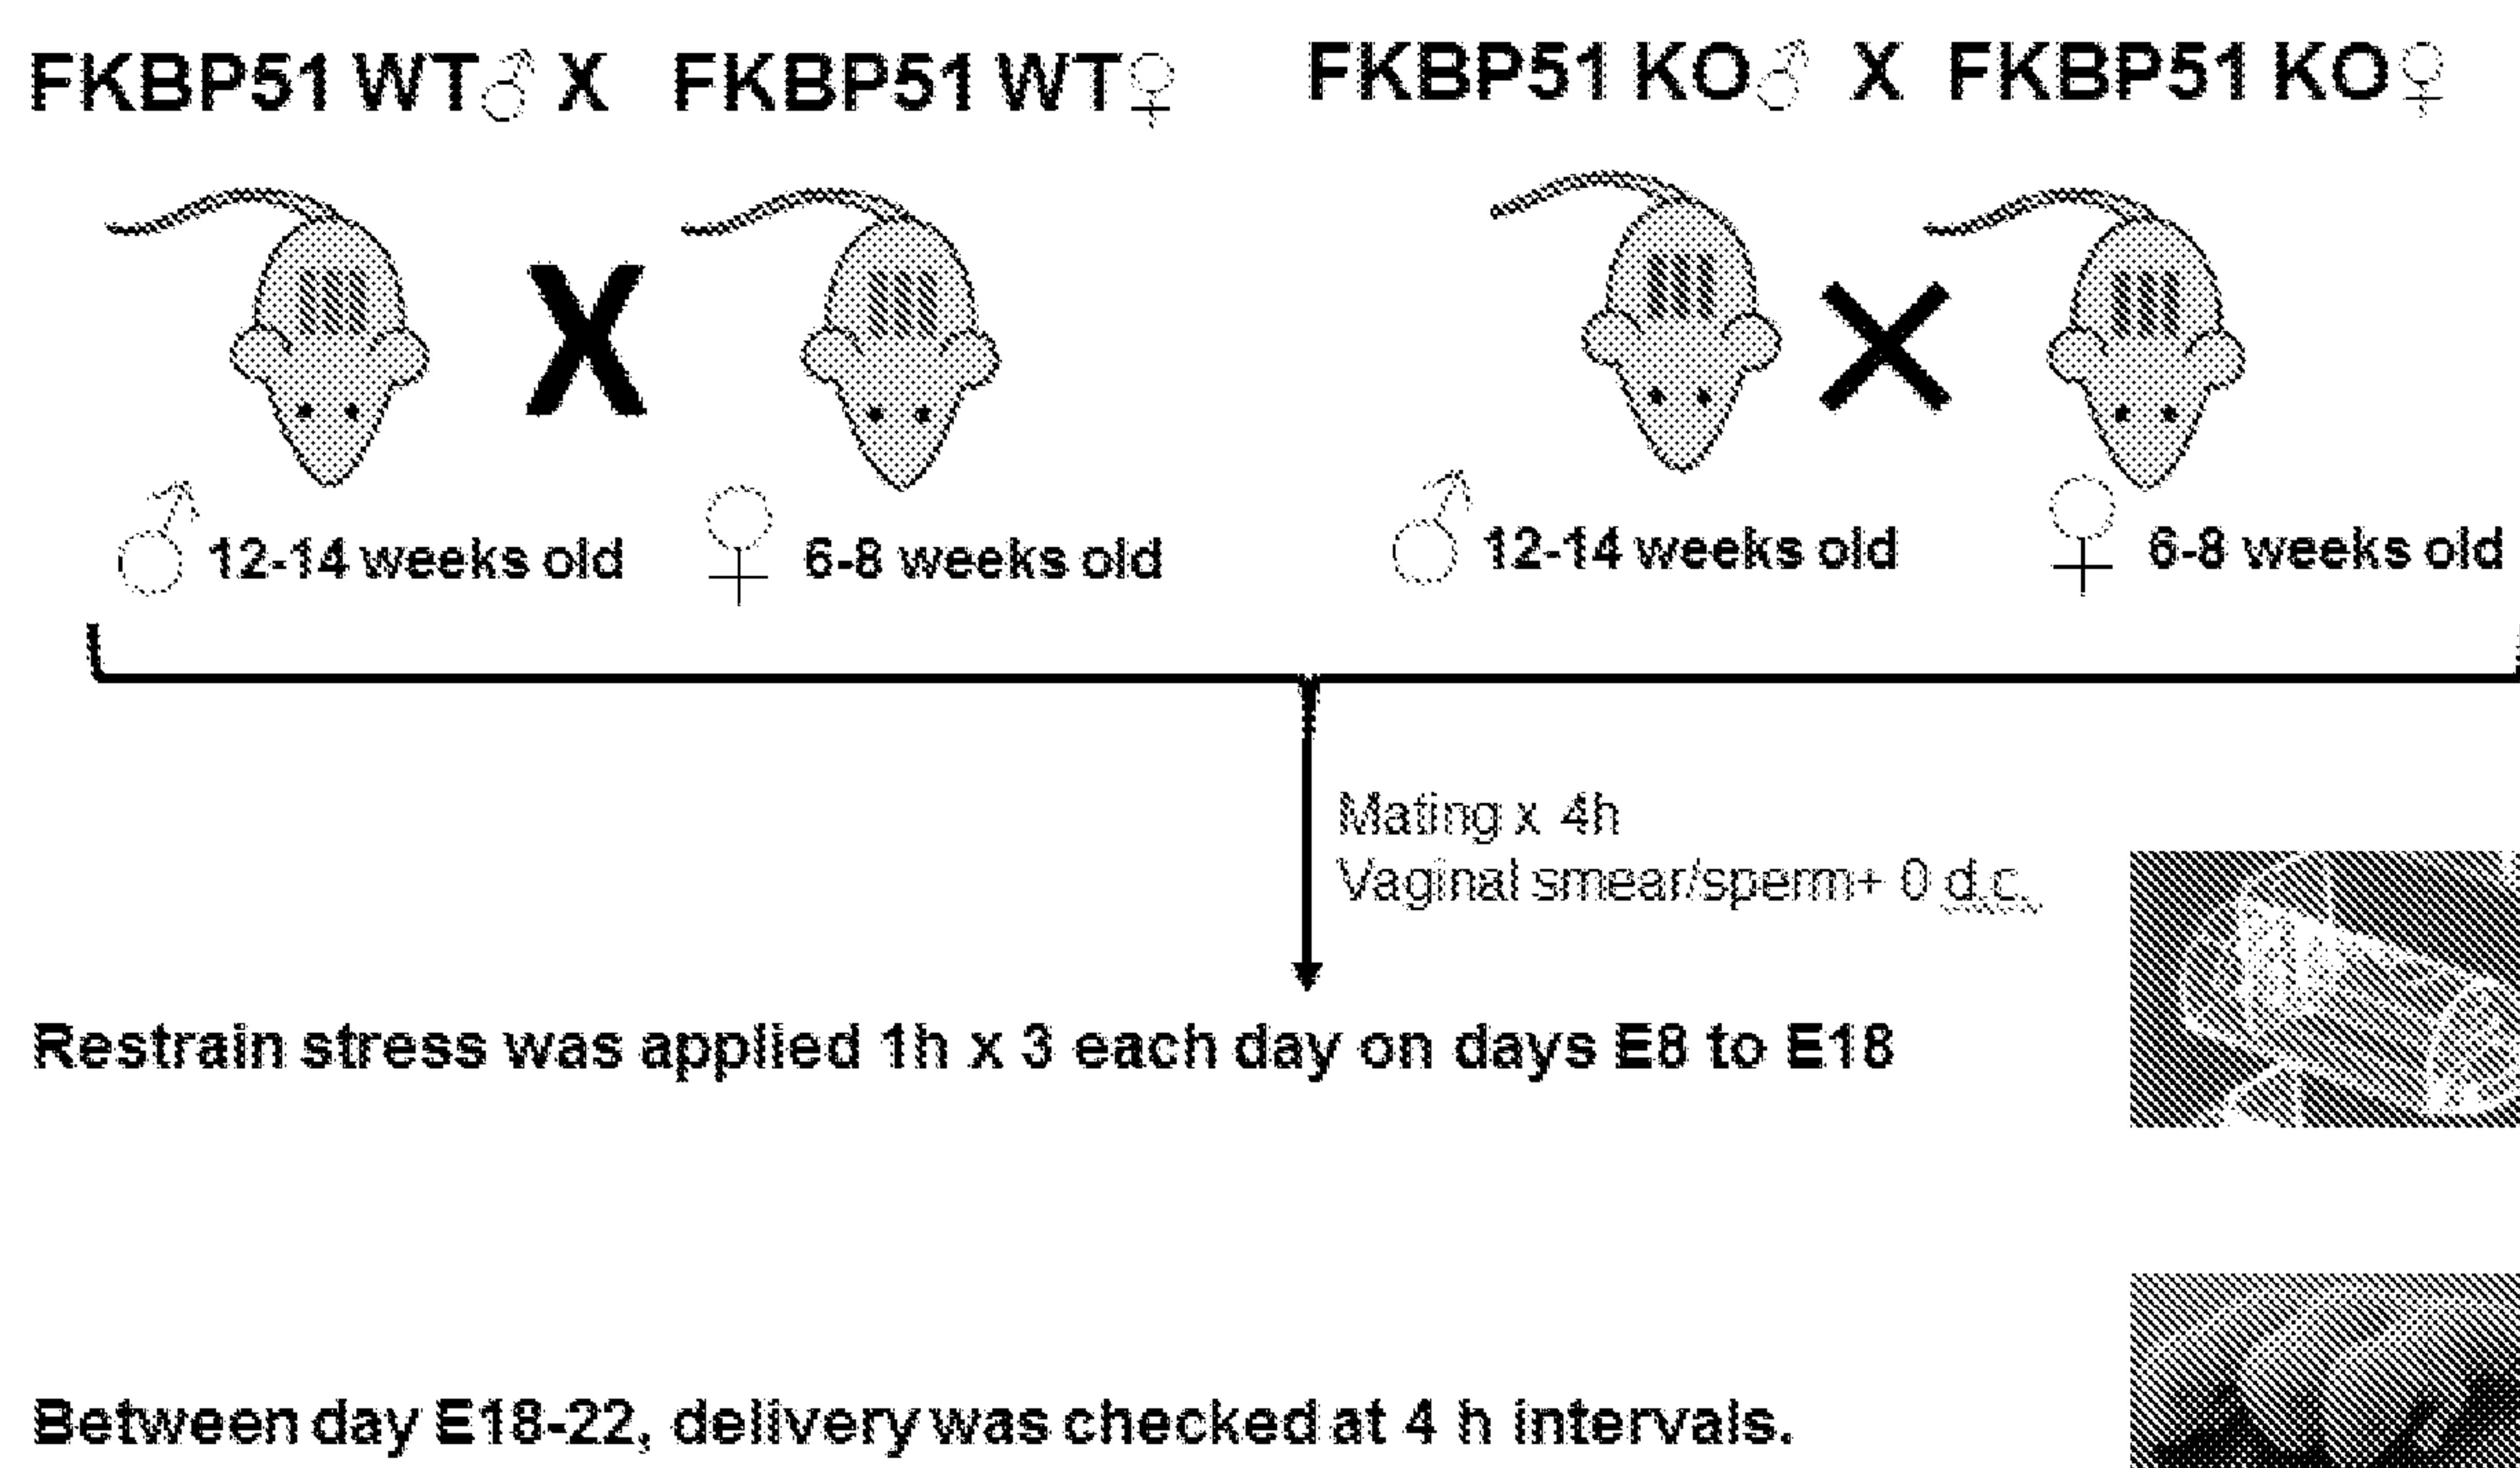 FKBP51 WT♂ X FKBP51 WT♀
FKBP51 KO♂ X FKBP51 KO♀
X
♂ 12-14 weeks old
♀ 6-8 weeks old
♂ 12-14 weeks old
♀ 6-8 weeks old
Mating x 4h
Vaginal smear/sperm+ 0 d.c.
Restrain stress was applied 1h x 3 each day on days E8 to E18
Between day E18-22, delivery was checked at 4 h intervals.